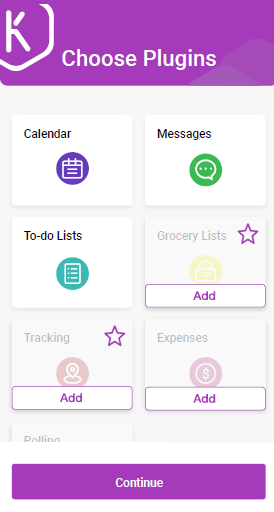 K
Choose Plugins
Calendar
Messages
To-do Lists
Grocery Lists
Add
Tracking
Add
Expenses
Add
Polling
Continue